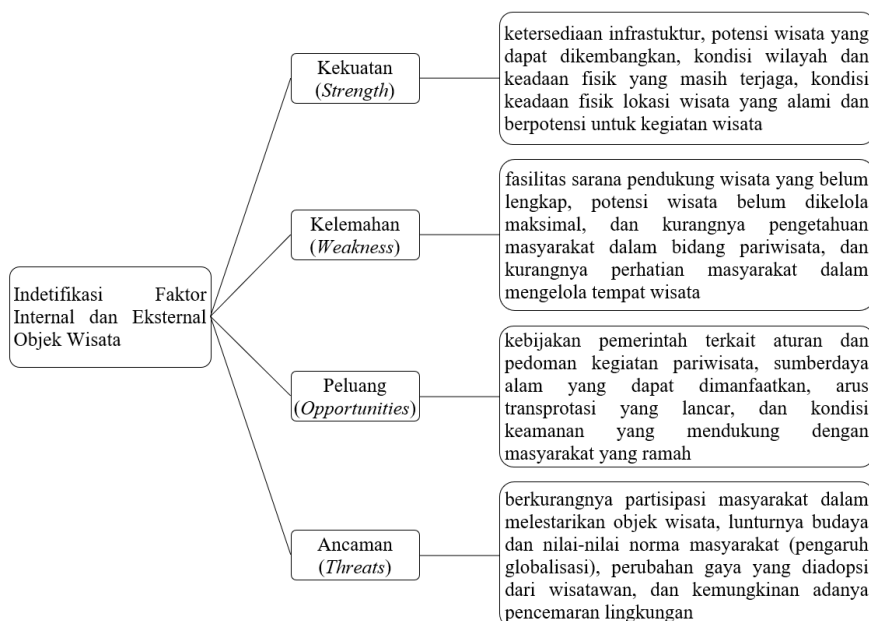 Indetifikasi Faktor
Internal dan Eksternal
Objek Wisata
Kekuatan
(Strength)
ketersediaan infrastuktur, potensi wisata yang
dapat dikembangkan, kondisi wilayah dan
keadaan fisik yang masih terjaga, kondisi
keadaan fisik lokasi wisata yang alami dan
berpotensi untuk kegiatan wisata
Kelemahan
(Weakness)
fasilitas sarana pendukung wisata yang belum
lengkap, potensi wisata belum dikelola
maksimal, dan kurangnya pengetahuan
masyarakat dalam bidang pariwisata, dan
kurangnya perhatian masyarakat dalam
mengelola tempat wisata
Peluang
(Opportunities)
kebijakan pemerintah terkait aturan dan
pedoman kegiatan pariwisata, sumberdaya
alam yang dapat dimanfaatkan, arus
transprotasi yang lancar, dan kondisi
keamanan yang mendukung dengan
masyarakat yang ramah
Ancaman
(Threats)
berkurangnya partisipasi masyarakat dalam
melestarikan objek wisata, lunturnya budaya
dan nilai-nilai norma masyarakat (pengaruh
globalisasi), perubahan gaya yang diadopsi
dari wisatawan, dan kemungkinan adanya
pencemaran lingkungan